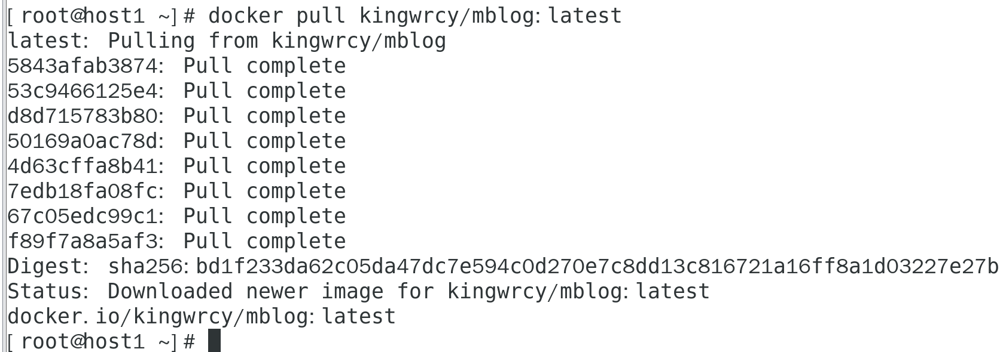 [root@host1 ~]# docker pull kingwrcy/mblog:latest
latest: Pulling from kingwrcy/mblog
5843afab3874: Pull complete
53c9466125e4: Pull complete
d8d715783b80: Pull complete
50169a0ac78d: Pull complete
4d63cffa8b41: Pull complete
7edb18fa08fc: Pull complete
67c05edc99c1: Pull complete
f89f7a8a5af3: Pull complete
Digest: sha256:bd1f233da62c05da47dc7e594c0d270e7c8dd13c816721a16ff8a1d03227e27b
Status: Downloaded newer image for kingwrcy/mblog:latest
docker.io/kingwrcy/mblog:latest
[root@host1 ~]#